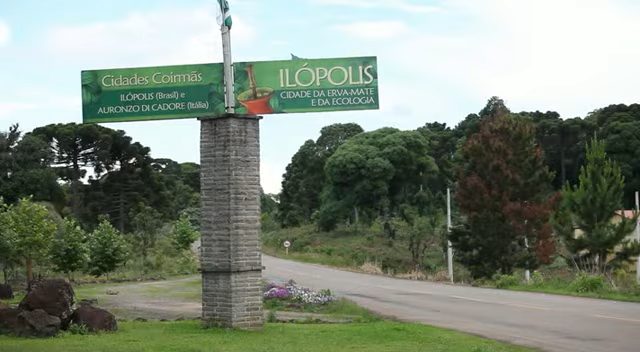 Cidades Coirmãs
ILÓPOLIS (Brasil) e
AURONZO DI CADORE (Itália)
ILÓPOLIS
CIDADE DA ERVA-MATE
E DA ECOLOGIA